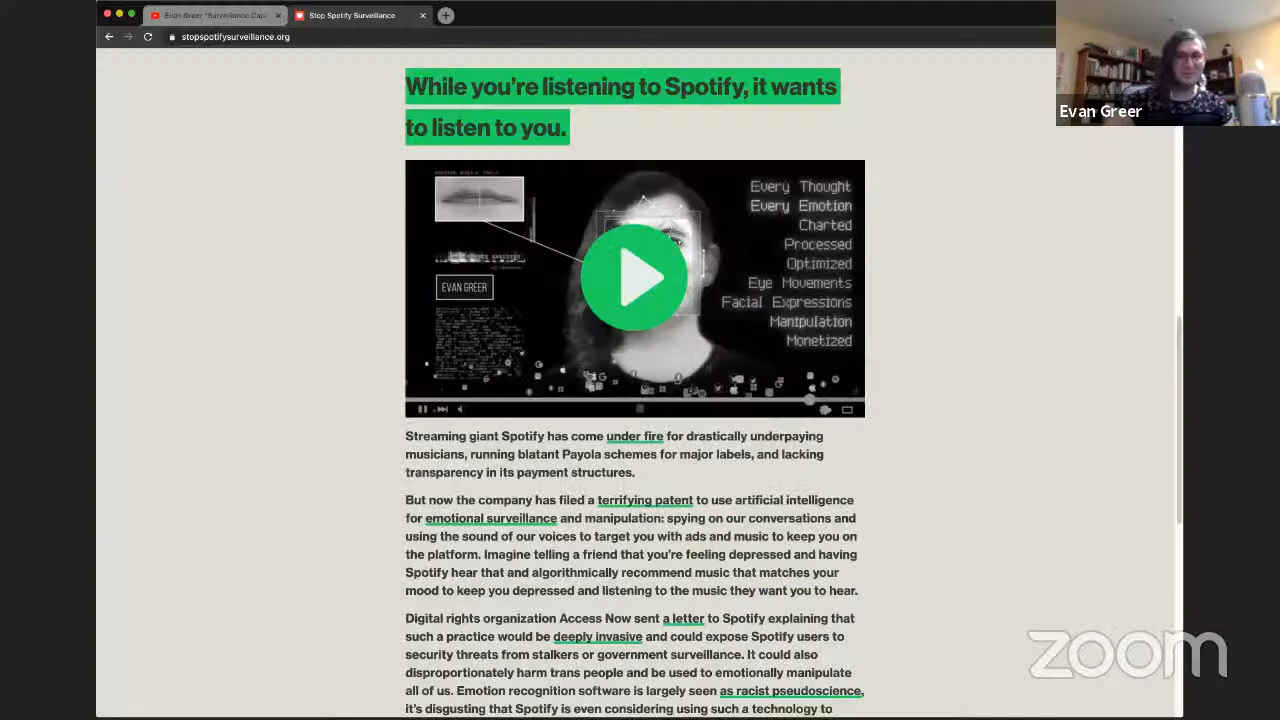 Evan Greer "Surveillance Capi
Stop Spotify Surveillance
stopspotifysurveillance.org
Evan Greer
While you're listening to Spotify, it wants
to listen to you.
Every Thought
Every Emotion
Charted
Processed
Optimized
Eye Movements
Facial Expressions
Manipulation
Monetized
EVAN GREER
Streaming giant Spotify has come under fire for drastically underpaying
musicians, running blatant Payola schemes for major labels, and lacking
transparency in its payment structures.
But now the company has filed a terrifying patent to use artificial intelligence
for emotional surveillance and manipulation: spying on our conversations and
using the sound of our voices to target you with ads and music to keep you on
the platform. Imagine telling a friend that you're feeling depressed and having
Spotify hear that and algorithmically recommend music that matches your
mood to keep you depressed and listening to the music they want you to hear.
Digital rights organization Access Now sent a letter to Spotify explaining that
such a practice would be deeply invasive and could expose Spotify users to
security threats from stalkers or government surveillance. It could also
disproportionately harm trans people and be used to emotionally manipulate
all of us. Emotion recognition software is largely seen as racist pseudoscience,
it's disgusting that Spotify is even considering using such a technology to
zoom